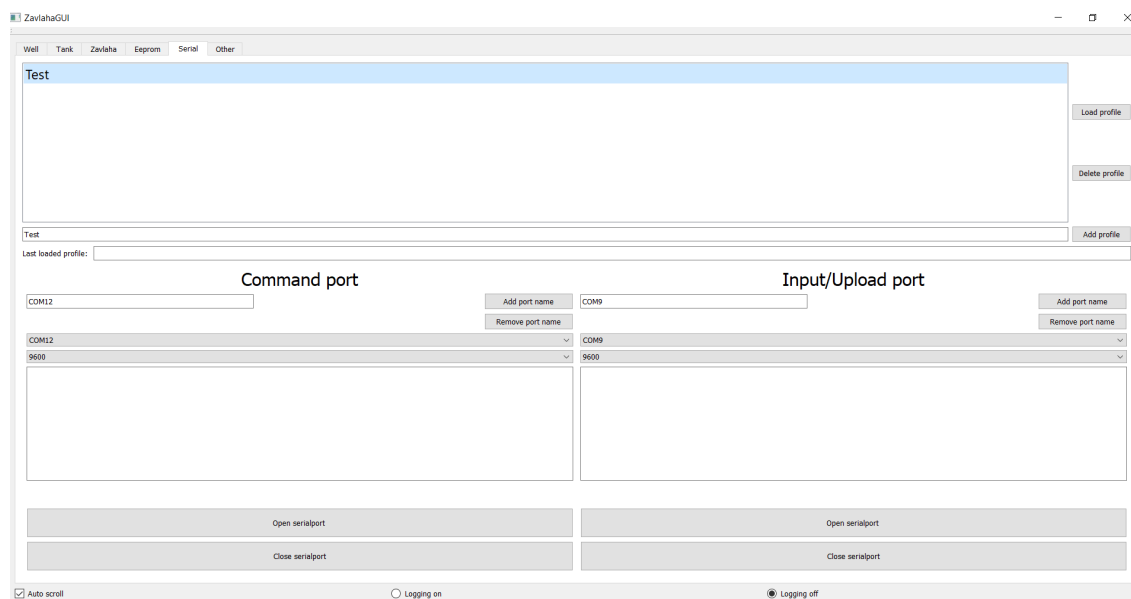 ZavlahaGUI
Well Tank Zavlaha Eeprom Serial Other
Test
Load profile
Delete profile
Test Add profile
Last loaded profile:
Command port Input/Upload port
COM12 Add port name COM9 Add port name
Remove port name Remove port name
COM12 COM9
9600 9600
Open serialport Open serialport
Close serialport Close serialport
Auto scroll Logging on Logging off